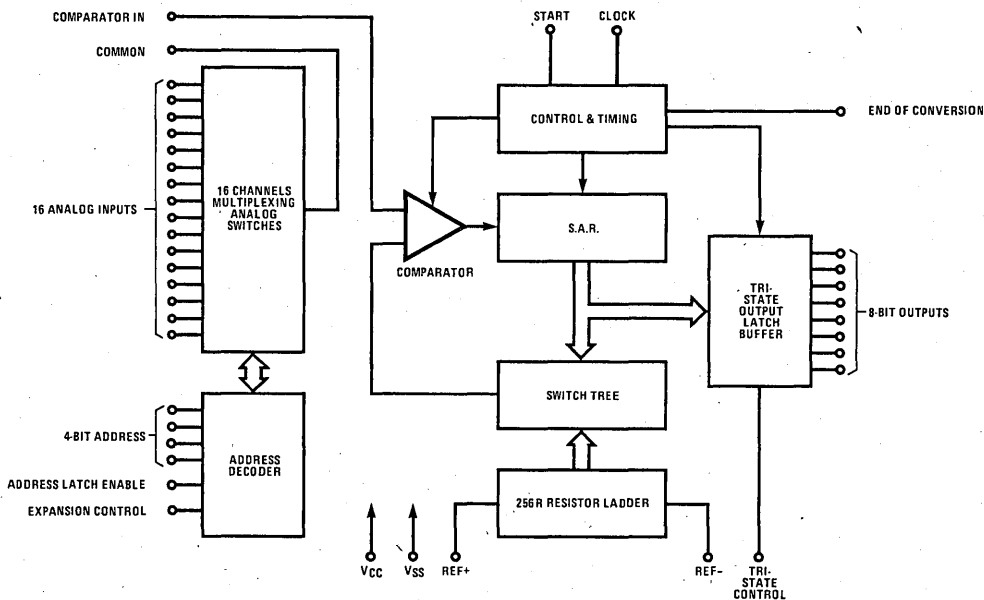 START
CLOCK
COMPARATOR IN
COMMON
CONTROL & TIMING
END OF CONVERSION
16 ANALOG INPUTS
16 CHANNELS
MULTIPLEXING
ANALOG
SWITCHES
S.A.R.
COMPARATOR
TRI-
STATE
OUTPUT
LATCH
BUFFER
8-BIT OUTPUTS
SWITCH TREE
4-BIT ADDRESS
ADDRESS
DECODER
ADDRESS LATCH ENABLE
EXPANSION CONTROL
256R RESISTOR LADDER
VCC
VSS
REF+
REF-
TRI-
STATE
CONTROL